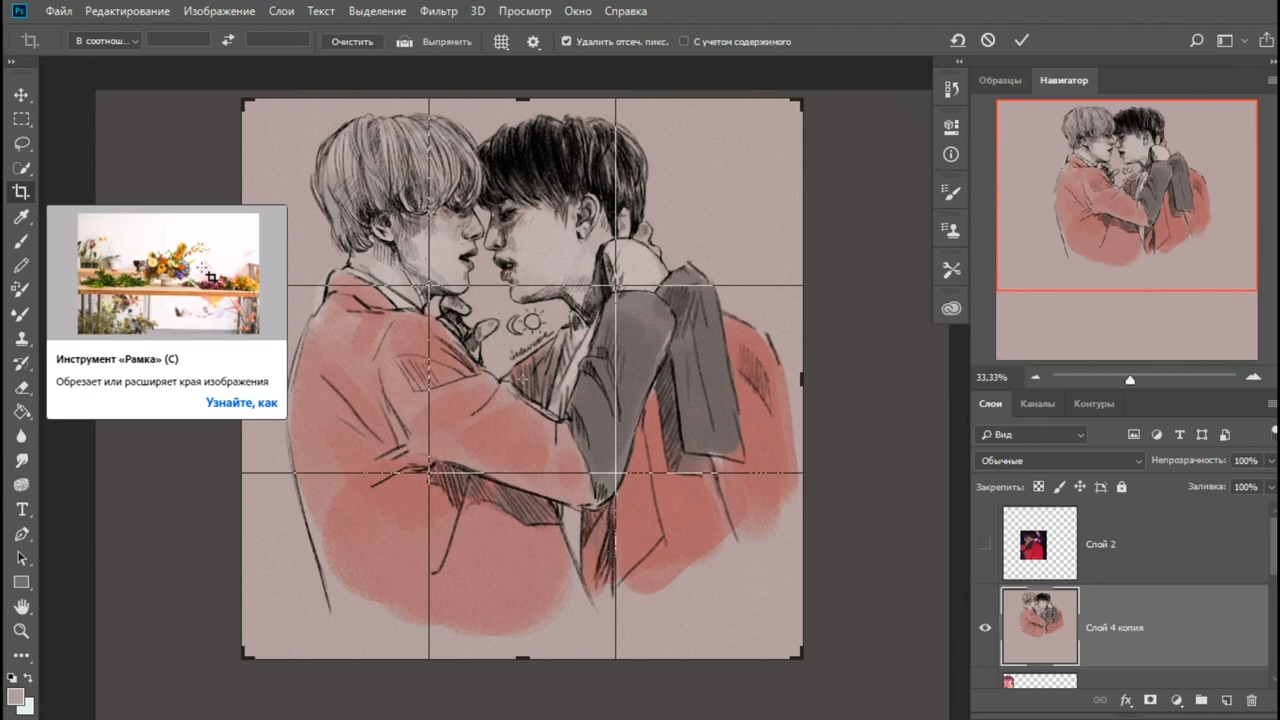 Ps Файл Редактирование Изображение Слои Текст Выделение Фильтр 3D Просмотр Окно Справка
В соотнош... Очистить Выпрямить Удалить отсеч. пикс. С учетом содержимого
Образцы Навигатор
Инструмент «Рамка» (C)
Обрезает или расширяет края изображения
Узнайте, как
33,33%
Слои Каналы Контуры
Вид
Обычные Непрозрачность: 100%
Закрепить: Заливка: 100%
Слой 2
Слой 4 копия